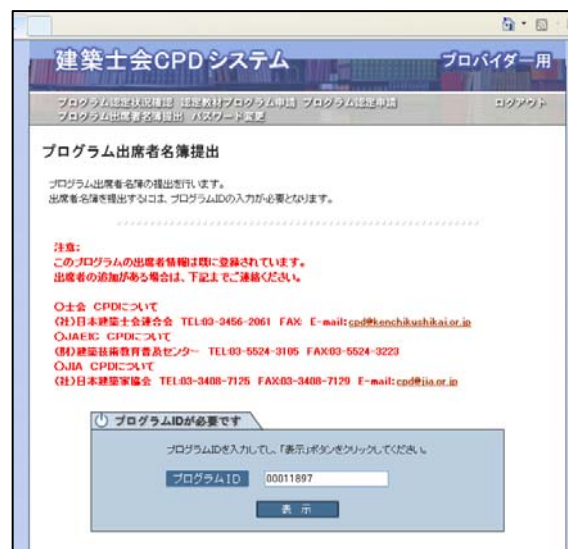 建築士会CPDシステム プロバイダー用
プログラム認定状況確認 認定教材プログラム申請 プログラム認定申請 ログアウト
プログラム出席者名簿提出 パスワード変更
プログラム出席者名簿提出
プログラム出席者名簿の提出を行います。
出席者名簿を提出するには、プログラムIDの入力が必要となります。
注意:
このプログラムの出席者情報は既に登録されています。
出席者の追加がある場合は、下記までご連絡ください。
○士会 CPDについて
(社)日本建築士会連合会 TEL:03-3456-2061 FAX: E-mail:cpd@kenchikushikai.or.jp
○JAEIC CPDについて
(財)建築技術教育普及センター TEL:03-5524-3105 FAX:03-5524-3223
○JIA CPDについて
(社)日本建築家協会 TEL:03-3408-7125 FAX:03-3408-7129 E-mail:cpd@jia.or.jp
プログラムIDが必要です
プログラムIDを入力してし、「表示」ボタンをクリックしてください。
プログラムID 00011897
表 示